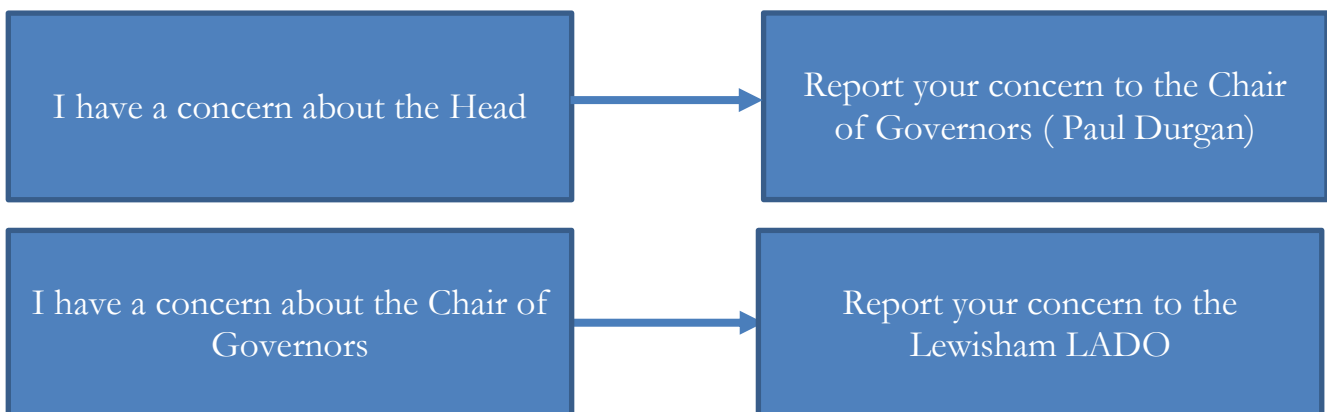 I have a concern about the Head
Report your concern to the Chair
of Governors ( Paul Durgan)
I have a concern about the Chair of
Governors
Report your concern to the
Lewisham LADO